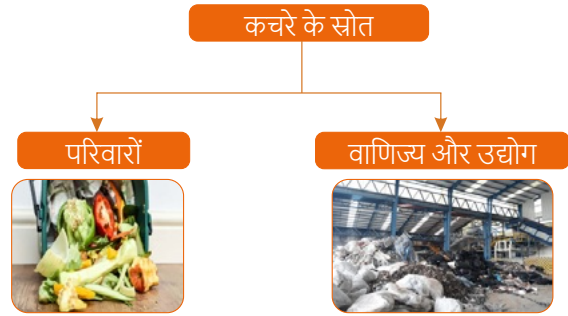 कचरे के स्रोत
परिवारों
वाणिज्य और उद्योग